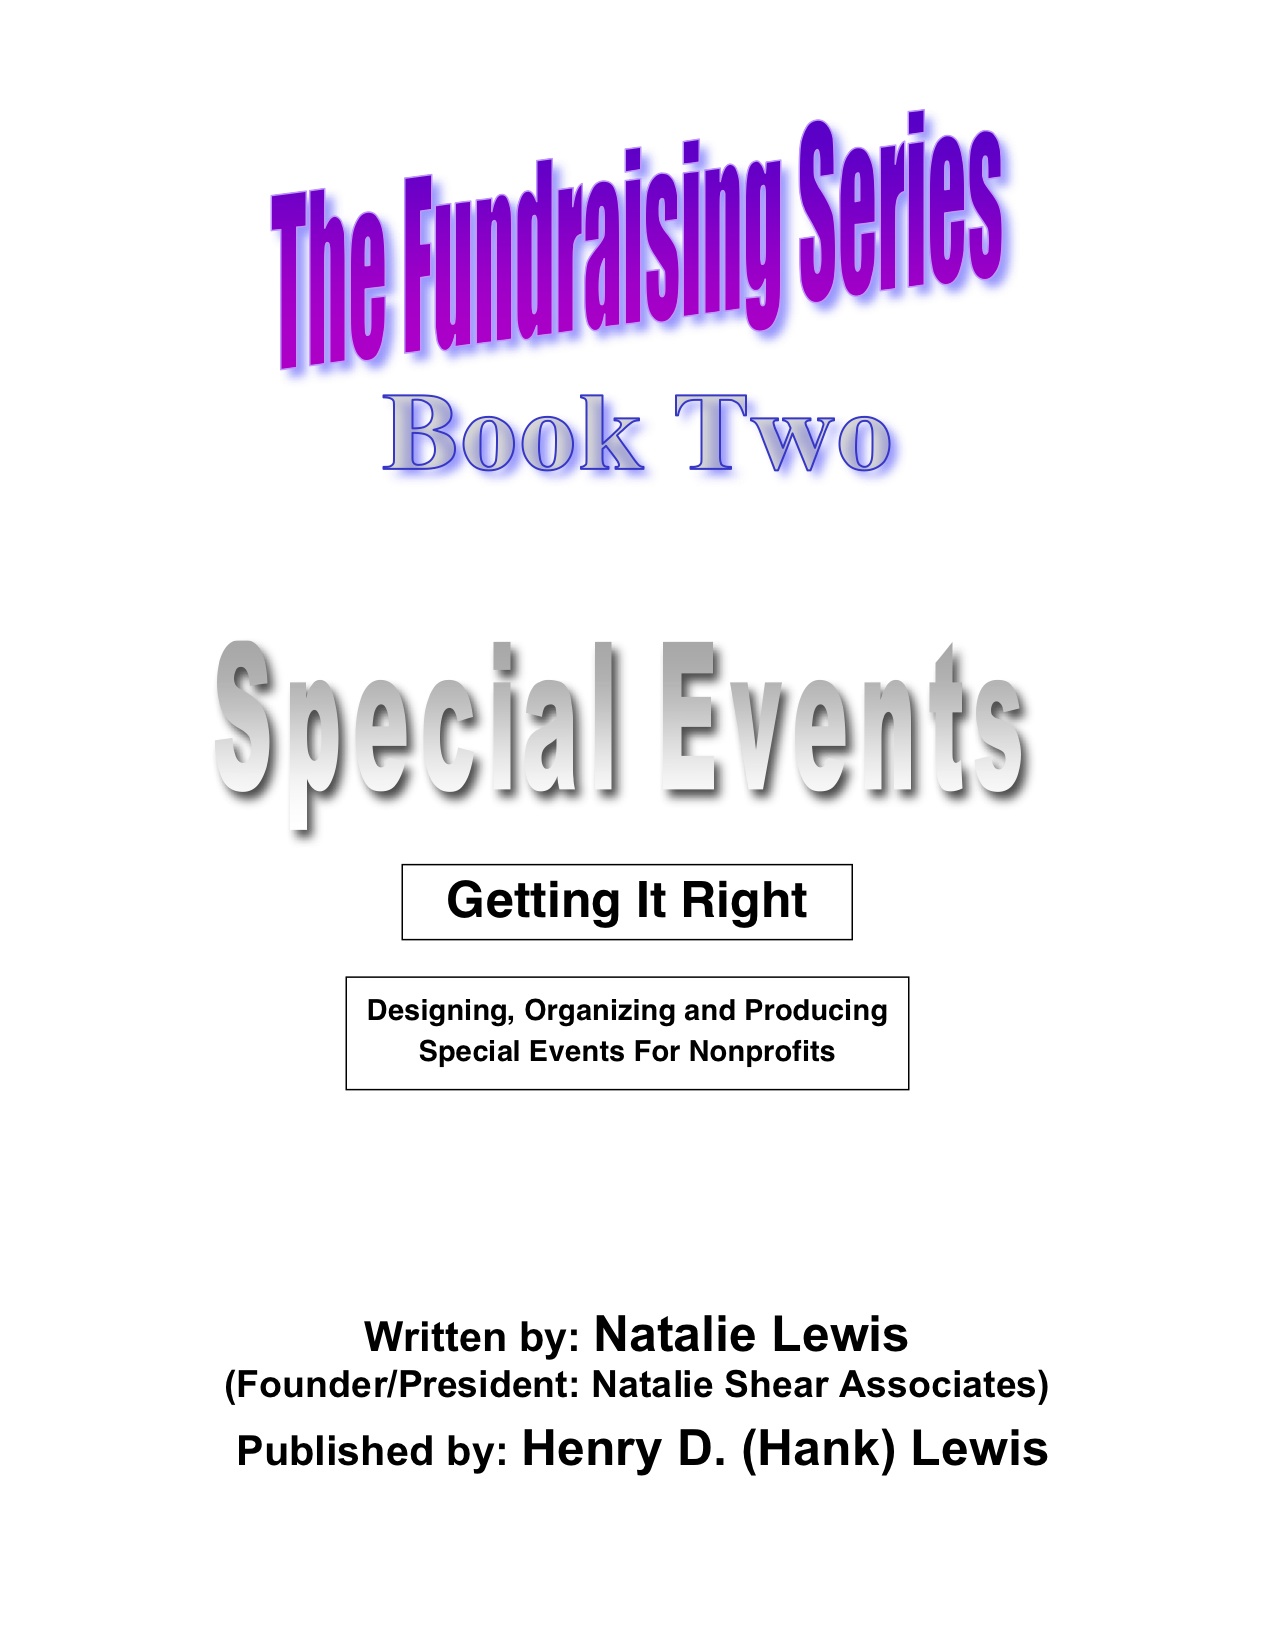 The Fundraising Series
Book Two
Special Events
Getting It Right
Designing, Organizing and Producing
Special Events For Nonprofits
Written by: Natalie Lewis
(Founder/President: Natalie Shear Associates)
Published by: Henry D. (Hank) Lewis